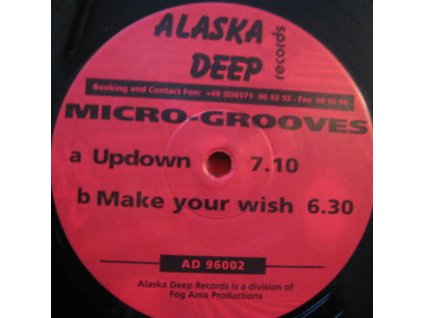 ALASKA
DEEP
records
Booking and Contact Fon: +49 (0)6571 96 92 92 - Fax 96 92 94
MICRO-GROOVES
a Updown 7.10
b Make your wish 6.30
AD 96002
Alaska Deep Records is a division of
Fog Area Productions